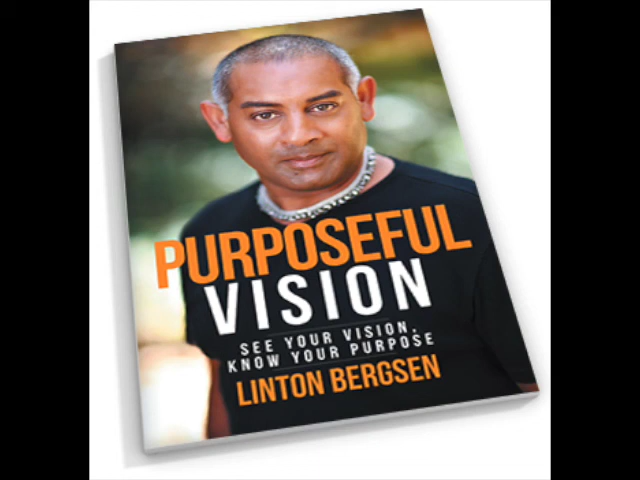 PURPOSEFUL
VISION
SEE YOUR VISION,
KNOW YOUR PURPOSE
LINTON BERGSEN